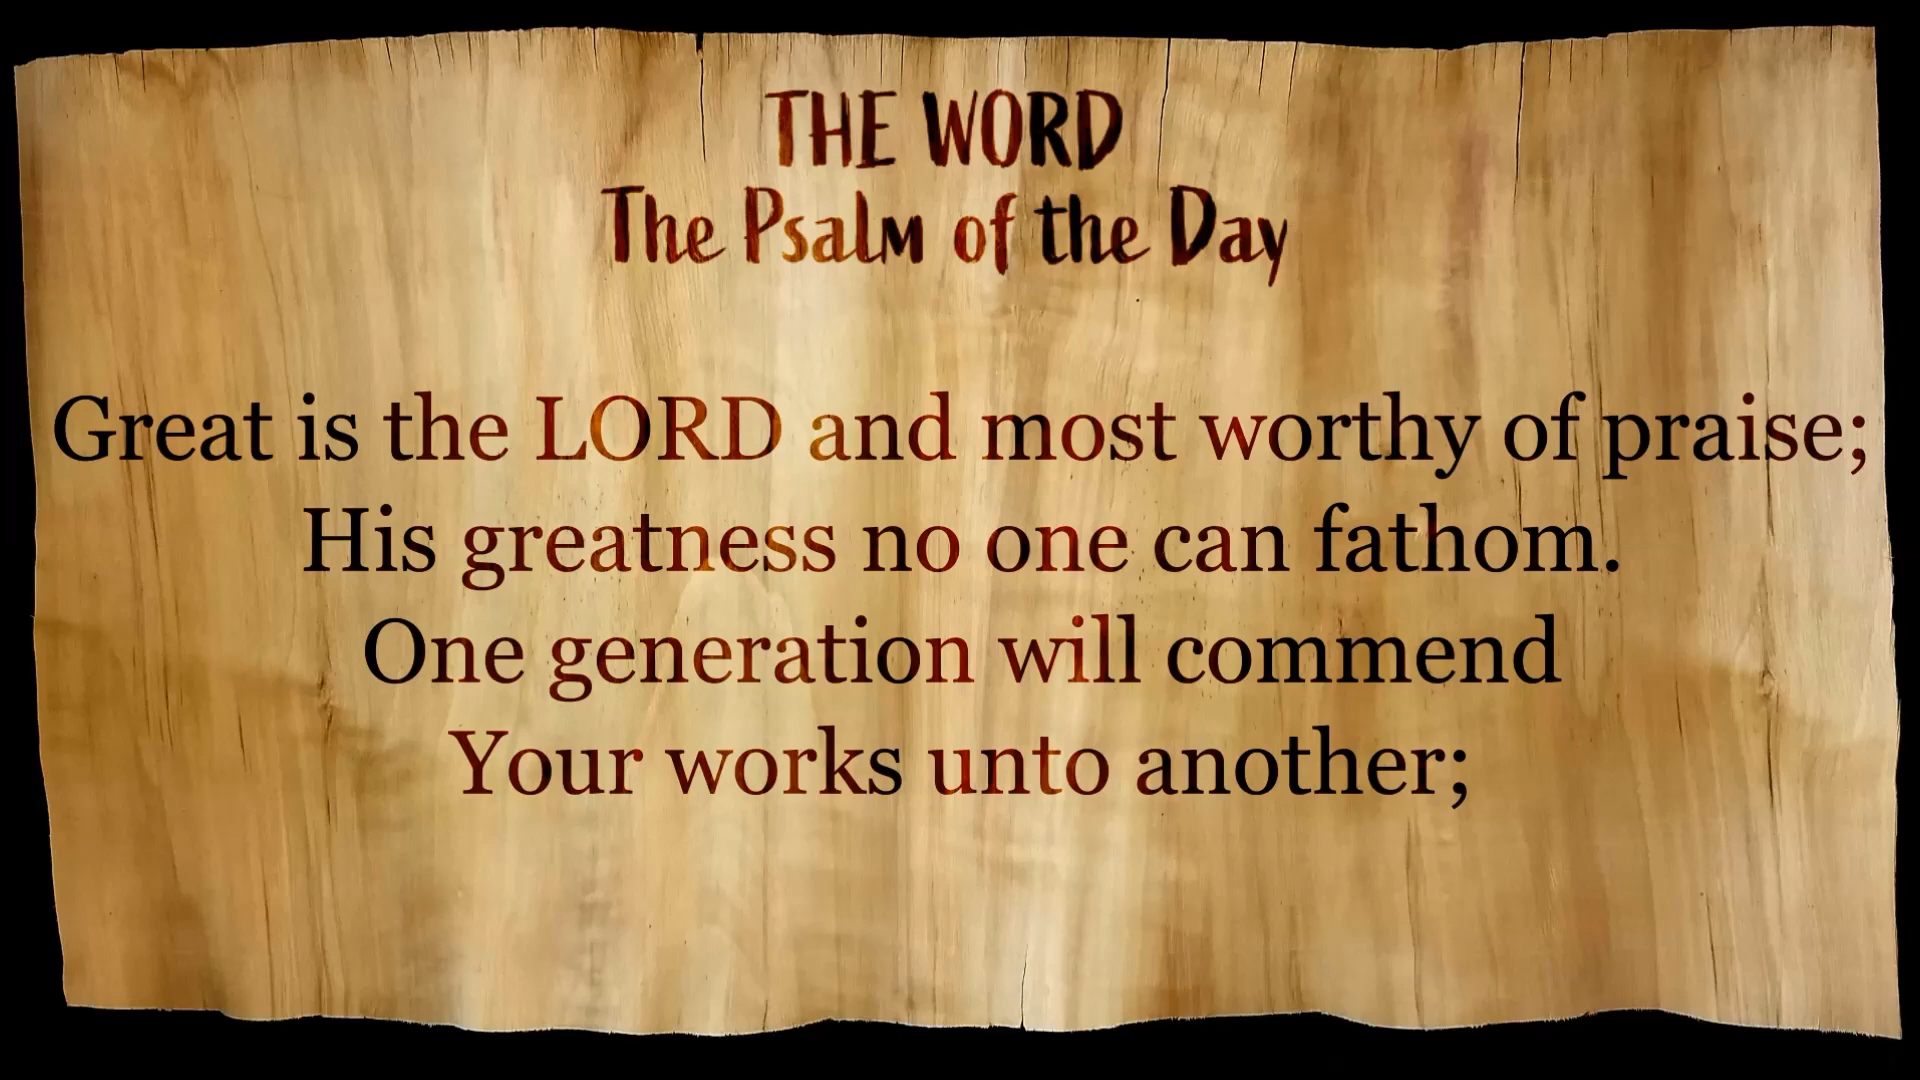 THE WORD
The Psalm of the Day
Great is the LORD and most worthy of praise;
His greatness no one can fathom.
One generation will commend
Your works unto another;